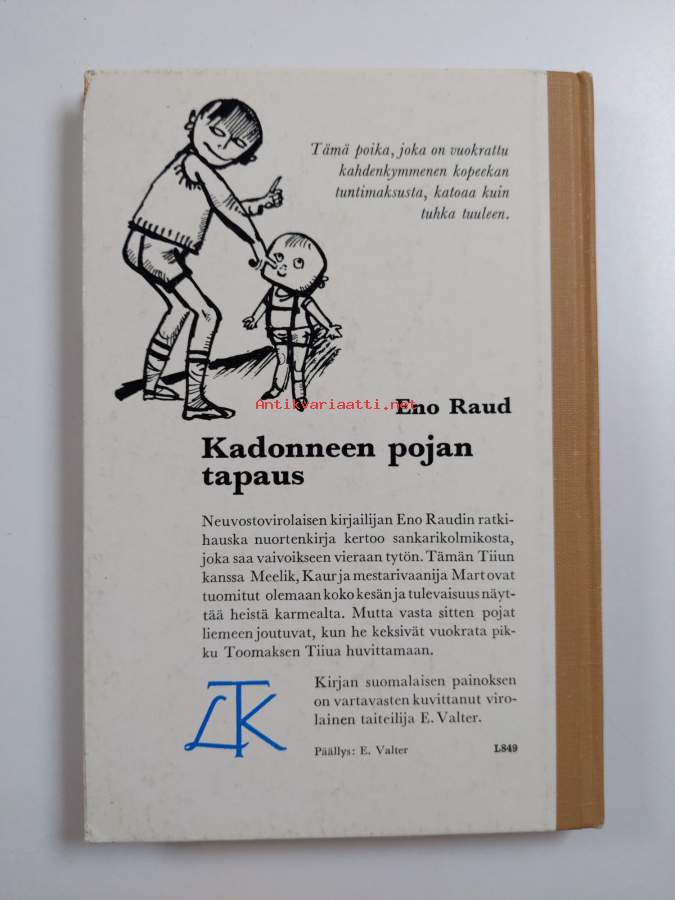 Tämä poika, joka on vuokrattu
kahdenkymmenen kopeekan
tuntimaksusta, katoaa kuin
tuhka tuuleen.
Antikvariaatti.net
Eno Raud
Kadonneen pojan
tapaus
Neuvostovirolaisen kirjailijan Eno Raudin ratki-
hauska nuortenkirja kertoo sankarikolmikosta,
joka saa vaivoikseen vieraan tytön. Tämän Tiiun
kanssa Meelik, Kaur ja mestarivaanija Mart ovat
tuomitut olemaan koko kesän ja tulevaisuus näyt-
tää heistä karmealta. Mutta vasta sitten pojat
liemeen joutuvat, kun he keksivät vuokrata pik-
ku Toomaksen Tiiua huvittamaan.
Kirjan suomalaisen painoksen
on vartavasten kuvittanut viro-
lainen taiteilija E. Valter.
LTK
Päällys: E. Valter L849